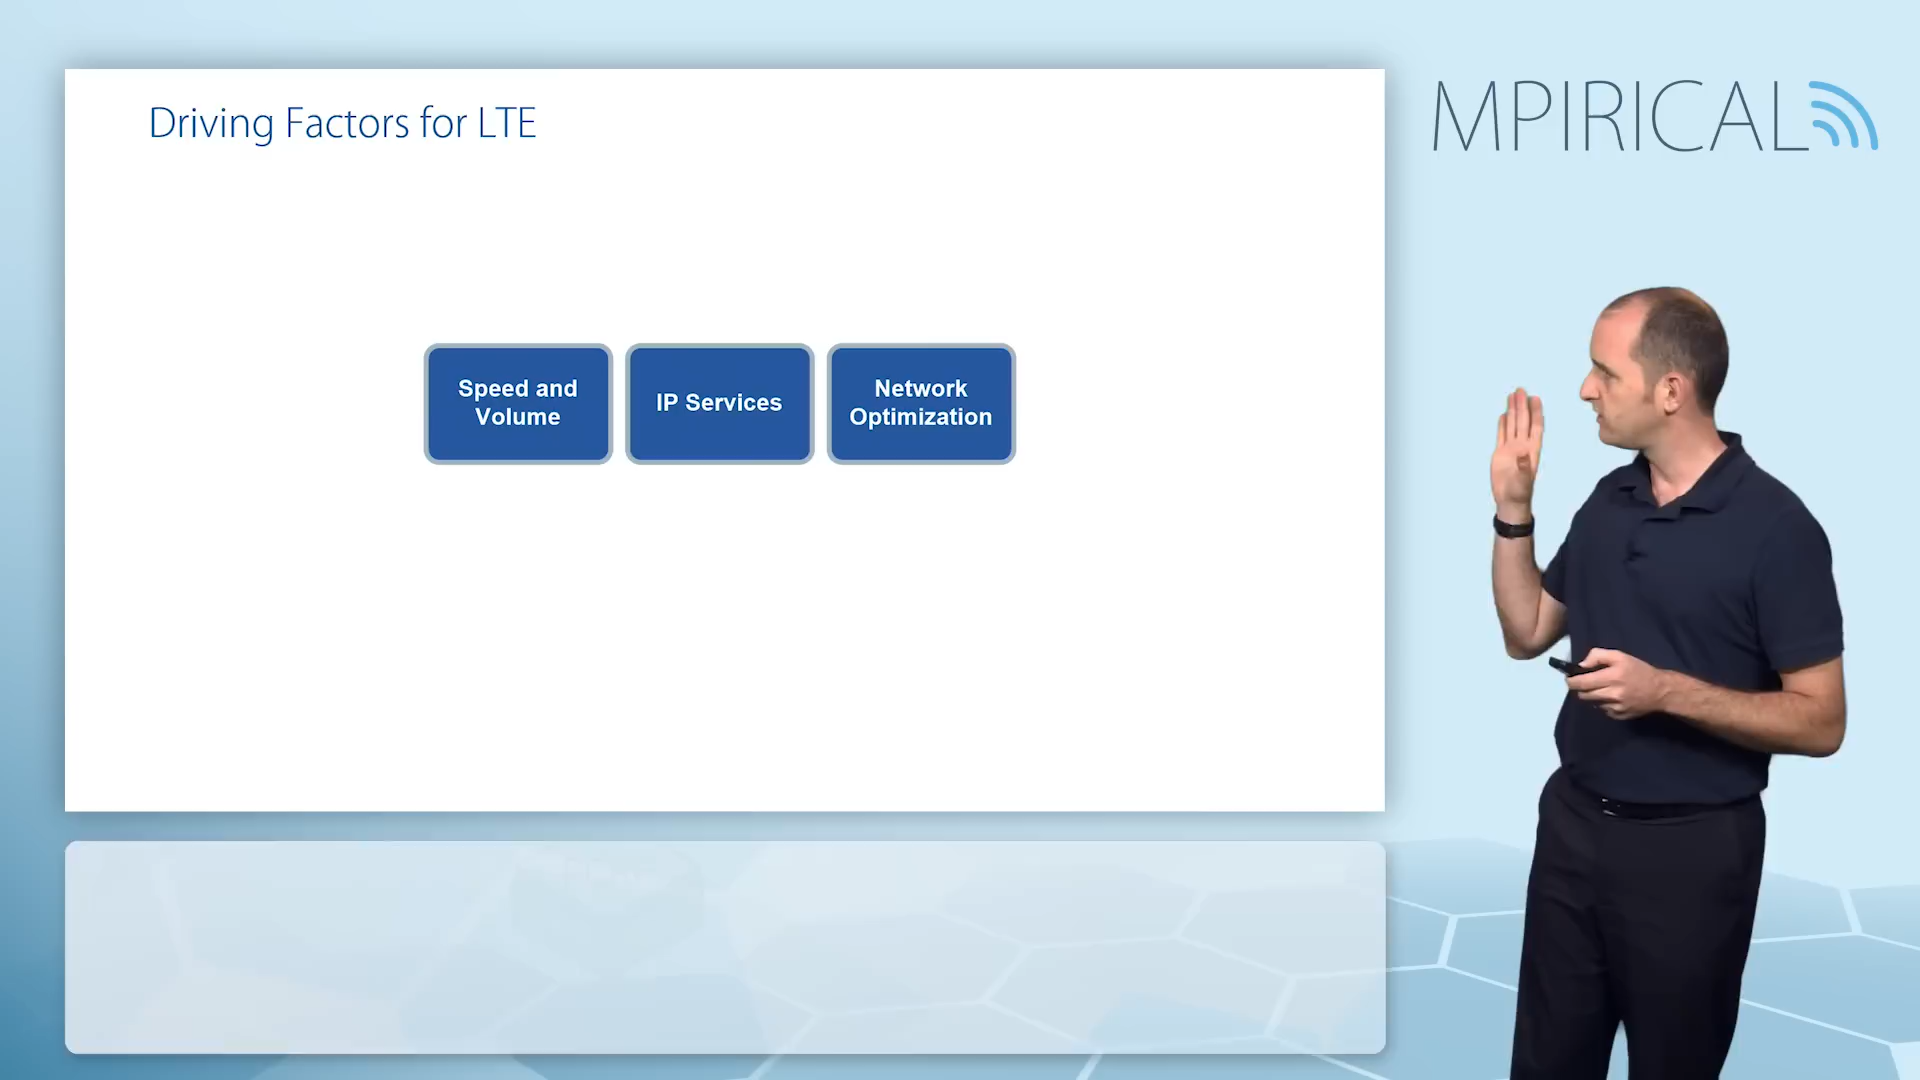 Driving Factors for LTE
MPIRICAL
Speed and
Volume
IP Services
Network
Optimization